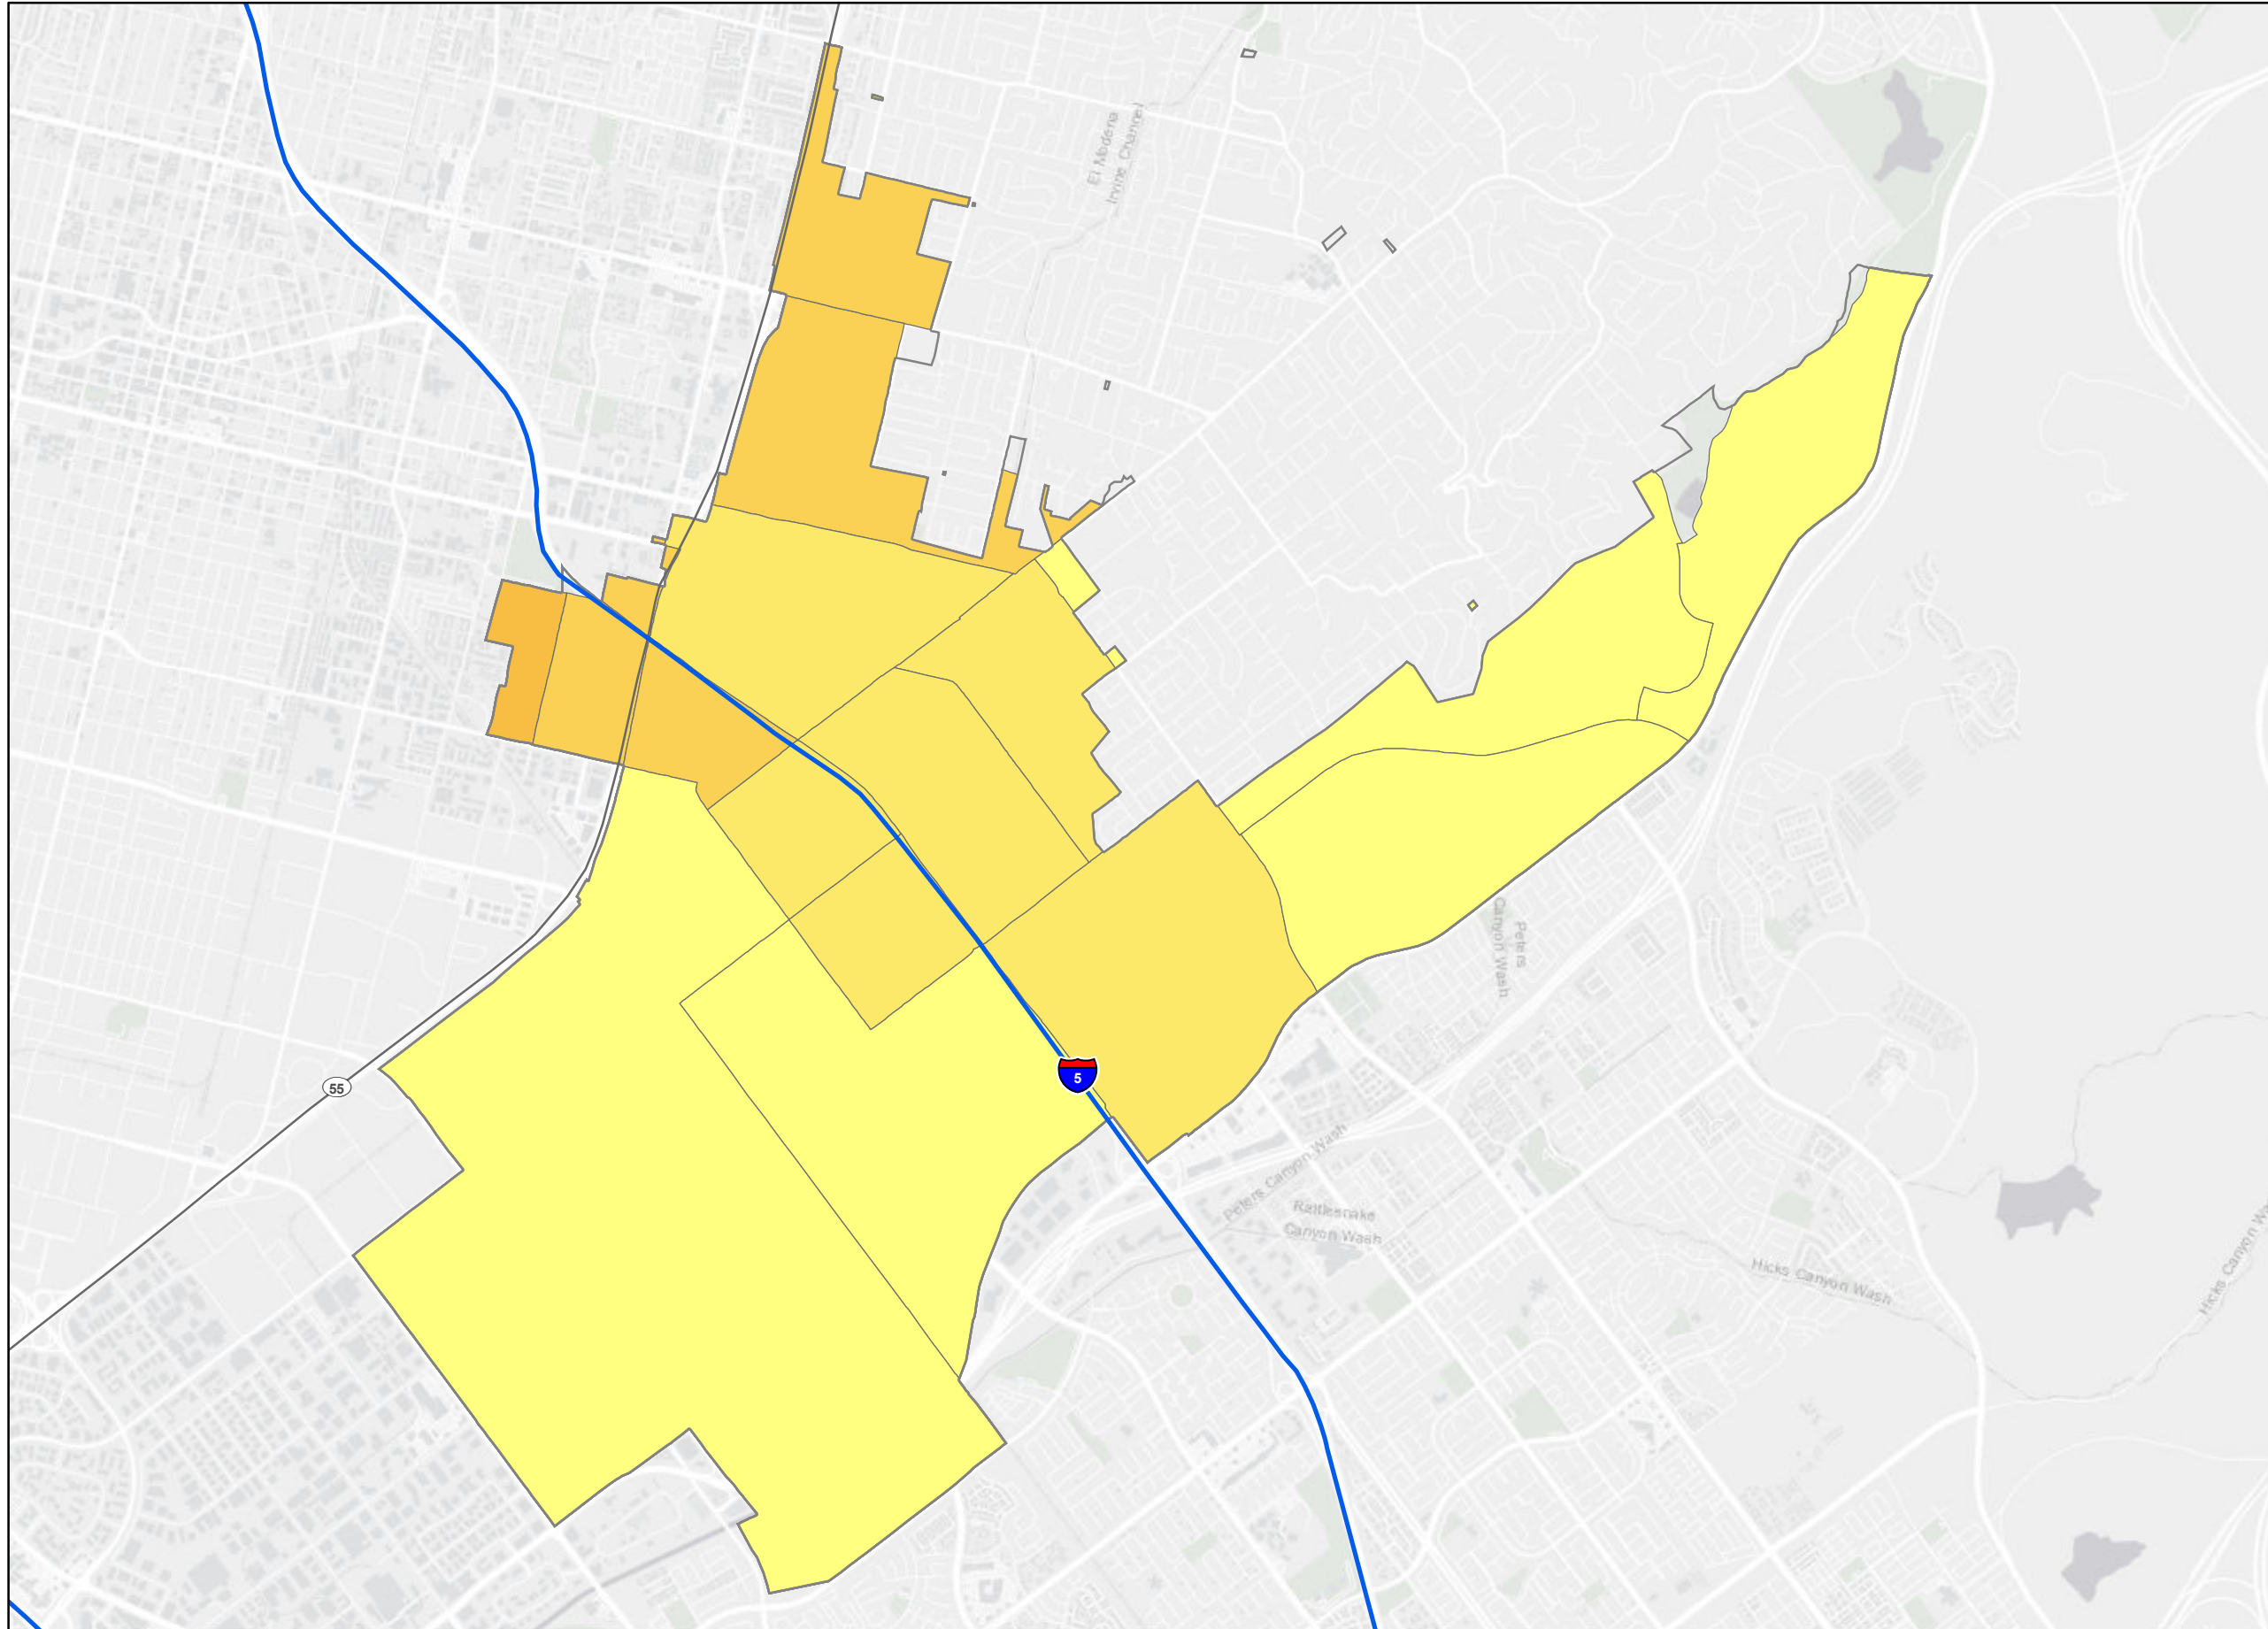 El Modena
Irvine Channel
Peters
Canyon Wash
5
55
Peters Canyon Wash
Rattlesnake
Canyon Wash
Hicks Canyon Wash
Hicks Canyon Wa